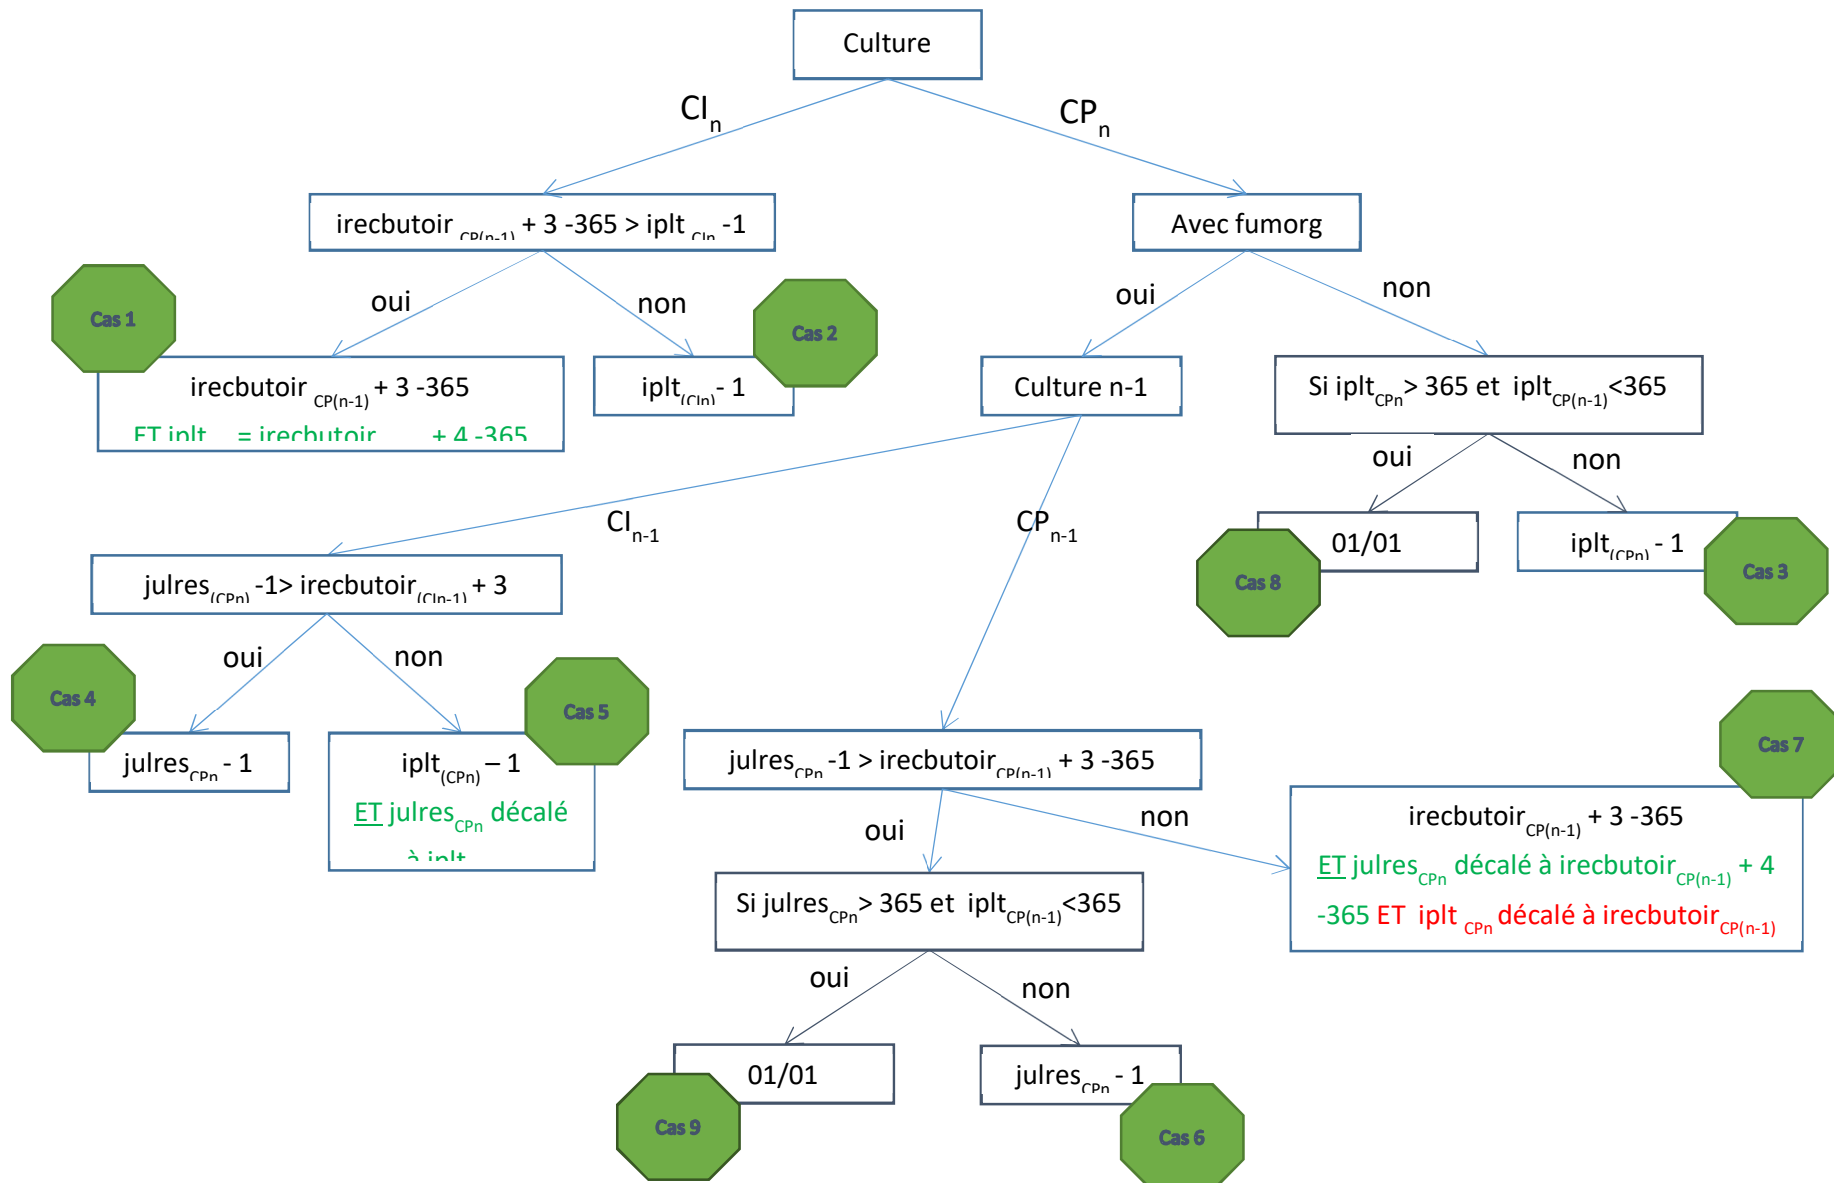 Culture
CIn
CPn
irecbutoir CP(n-1) + 3 -365 > iplt CIn -1
Avec fumorg
oui
non
oui
non
Cas 1
Cas 2
irecbutoir CP(n-1) + 3 -365
ET iplt = irecbutoir + 4 -365
iplt(CIn) - 1
Culture n-1
Si ipltCPn > 365 et ipltCP(n-1) <365
oui
non
CIn-1
CPn-1
01/01
iplt(CPn) - 1
Cas 8
Cas 3
julres(CPn) -1> irecbutoir(CIn-1) + 3
oui
non
Cas 4
Cas 5
julresCPn - 1
iplt(CPn) – 1
ET julresCPn décalé
à iplt
julresCPn -1 > irecbutoirCP(n-1) + 3 -365
Cas 7
oui
non
irecbutoirCP(n-1) + 3 -365
ET julresCPn décalé à irecbutoirCP(n-1) + 4
-365 ET iplt CPn décalé à irecbutoirCP(n-1)
Si julresCPn > 365 et ipltCP(n-1) <365
oui
non
01/01
julresCPn - 1
Cas 9
Cas 6